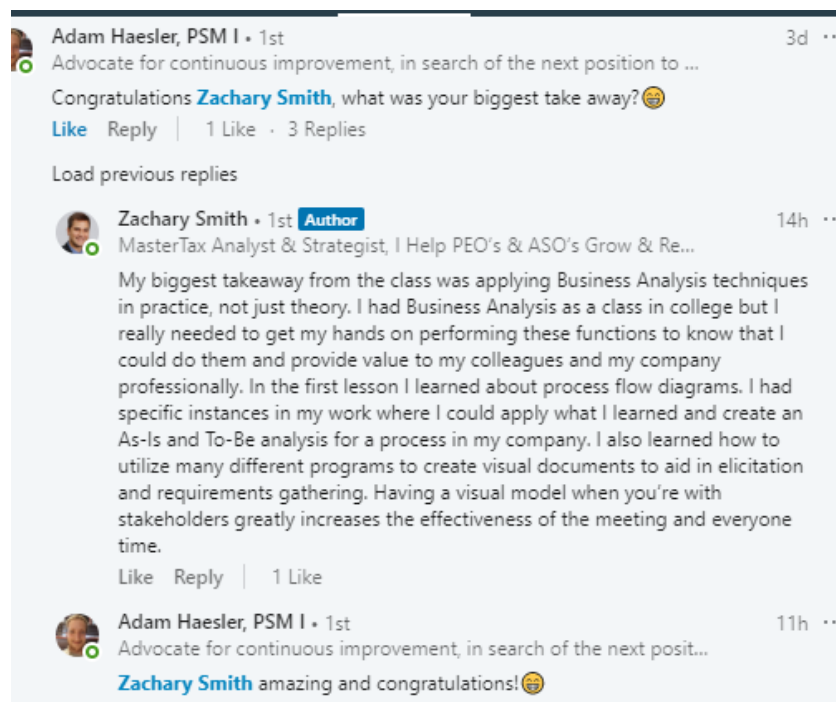 Adam Haesler, PSM I • 1st 3d
Advocate for continuous improvement, in search of the next position to ...
Congratulations Zachary Smith, what was your biggest take away?😁
Like Reply | 1 Like · 3 Replies
Load previous replies
Zachary Smith • 1st Author 14h
MasterTax Analyst & Strategist, I Help PEO's & ASO's Grow & Re...
My biggest takeaway from the class was applying Business Analysis techniques
in practice, not just theory. I had Business Analysis as a class in college but I
really needed to get my hands on performing these functions to know that I
could do them and provide value to my colleagues and my company
professionally. In the first lesson I learned about process flow diagrams. I had
specific instances in my work where I could apply what I learned and create an
As-Is and To-Be analysis for a process in my company. I also learned how to
utilize many different programs to create visual documents to aid in elicitation
and requirements gathering. Having a visual model when you're with
stakeholders greatly increases the effectiveness of the meeting and everyone
time.
Like Reply | 1 Like
Adam Haesler, PSM I • 1st 11h
Advocate for continuous improvement, in search of the next posit...
Zachary Smith amazing and congratulations!😁